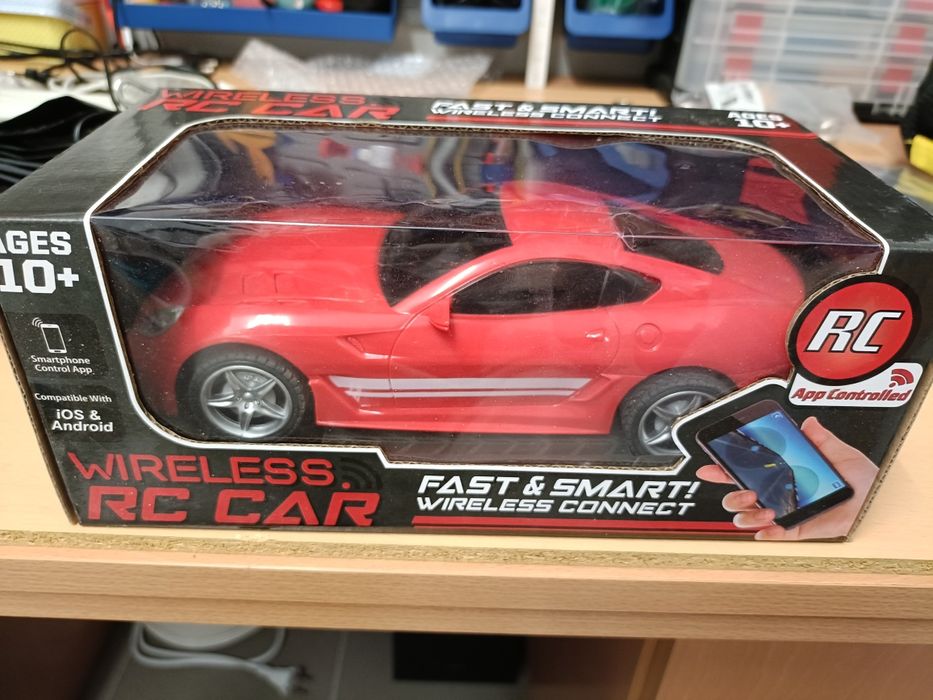 WIRELESS
RC CAR
FAST & SMART!
WIRELESS CONNECT
AGES
10+
AGES
10+
Smartphone
Control App
Compatible With
iOS &
Android
RC
App Controlled
WIRELESS
RC CAR
FAST & SMART!
WIRELESS CONNECT